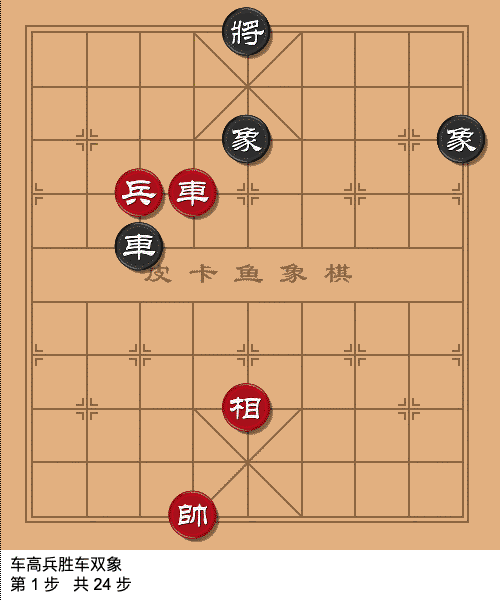 將
象 象
兵 車
車
皮卡鱼象棋
相
帥
车高兵胜车双象
第 1 步 共 24 步